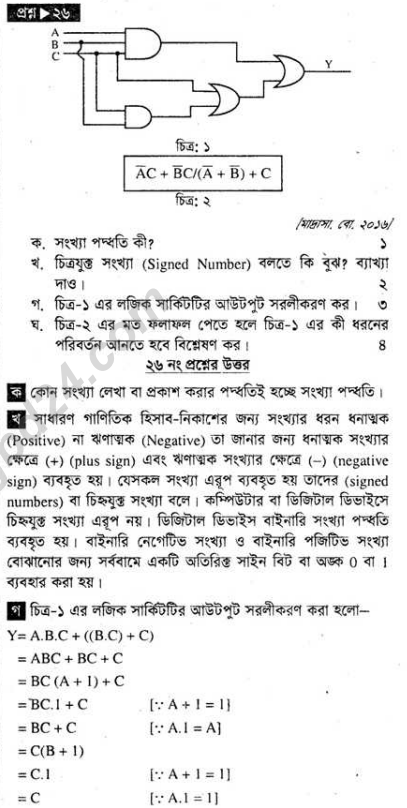 প্রশ্ন ▶ ২৬
A
B
C
Y
চিত্র: ১
A̅C + B̅C/(A̅ + B̅) + C
চিত্র: ২
[মাদ্রাসা. বো. ২০১৬]
ক. সংখ্যা পদ্ধতি কী? ১
খ. চিত্রযুক্ত সংখ্যা (Signed Number) বলতে কি বুঝ? ব্যাখ্যা
দাও। ২
গ. চিত্র-১ এর লজিক সার্কিটটির আউটপুট সরলীকরণ কর। ৩
ঘ. চিত্র-২ এর মত ফলাফল পেতে হলে চিত্র-১ এর কী ধরনের
পরিবর্তন আনতে হবে বিশ্লেষণ কর। ৪
২৬ নং প্রশ্নের উত্তর
ক কোন সংখ্যা লেখা বা প্রকাশ করার পদ্ধতিই হচ্ছে সংখ্যা পদ্ধতি।
খ সাধারণ গাণিতিক হিসাব-নিকাশের জন্য সংখ্যার ধরন ধনাত্মক
(Positive) না ঋণাত্মক (Negative) তা জানার জন্য ধনাত্মক সংখ্যার
ক্ষেত্রে (+) (plus sign) এবং ঋণাত্মক সংখ্যার ক্ষেত্রে (–) (negative
sign) ব্যবহৃত হয়। যেসকল সংখ্যা এরূপ ব্যবহৃত হয় তাদের (signed
numbers) বা চিহ্নযুক্ত সংখ্যা বলে। কম্পিউটার বা ডিজিটাল ডিভাইসে
চিহ্নযুক্ত সংখ্যা এরূপ নয়। ডিজিটাল ডিভাইস বাইনারি সংখ্যা পদ্ধতি
ব্যবহৃত হয়। বাইনারি নেগেটিভ সংখ্যা ও বাইনারি পজিটিভ সংখ্যা
বোঝানোর জন্য সর্ববামে একটি অতিরিক্ত সাইন বিট বা অঙ্ক 0 বা 1
ব্যবহার করা হয়।
গ চিত্র-১ এর লজিক সার্কিটটির আউটপুট সরলীকরণ করা হলো–
Y= A.B.C + ((B.C) + C)
= ABC + BC + C
= BC (A + 1) + C
= BC.1 + C [∵ A + 1 = 1]
= BC + C [∵ A.1 = A]
= C(B + 1)
= C.1 [∵ A + 1 = 1]
= C [∵ A.1 = 1]